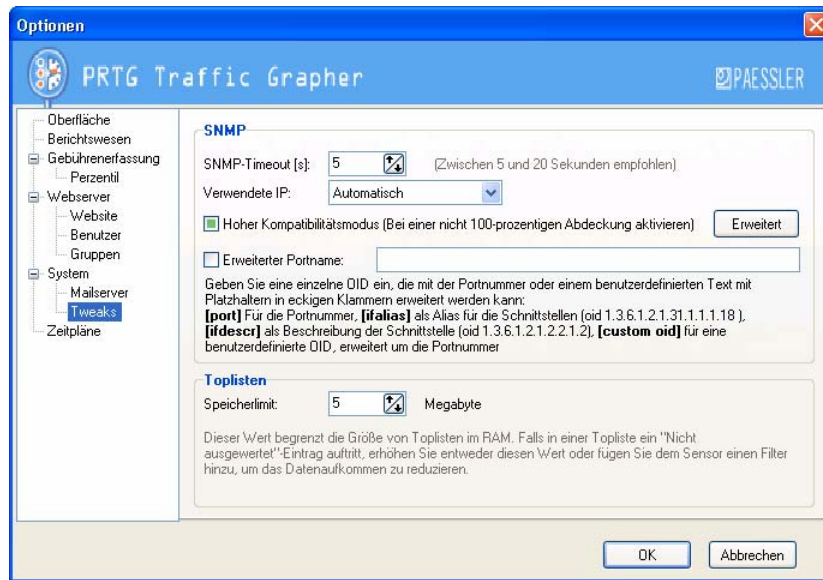 Optionen
PRTG Traffic Grapher
PAESSLER
Oberfläche
Berichtswesen
Gebührenerfassung
Perzentil
Webserver
Website
Benutzer
Gruppen
System
Mailserver
Tweaks
Zeitpläne
SNMP
SNMP-Timeout [s]: 5 (Zwischen 5 und 20 Sekunden empfohlen)
Verwendete IP: Automatisch
Hoher Kompatibilitätsmodus (Bei einer nicht 100-prozentigen Abdeckung aktivieren) Erweitert
Erweiterter Portname:
Geben Sie eine einzelne OID ein, die mit der Portnummer oder einem benutzerdefinierten Text mit
Platzhaltern in eckigen Klammern erweitert werden kann:
[port] Für die Portnummer, [ifalias] als Alias für die Schnittstellen (oid 1.3.6.1.2.1.31.1.1.1.18 ),
[ifdescr] als Beschreibung der Schnittstelle (oid 1.3.6.1.2.1.2.2.1.2), [custom oid] für eine
benutzerdefinierte OID, erweitert um die Portnummer
Toplisten
Speicherlimit: 5 Megabyte
Dieser Wert begrenzt die Größe von Toplisten im RAM. Falls in einer Topliste ein "Nicht
ausgewertet"-Eintrag auftritt, erhöhen Sie entweder diesen Wert oder fügen Sie dem Sensor einen Filter
hinzu, um das Datenaufkommen zu reduzieren.
OK Abbrechen